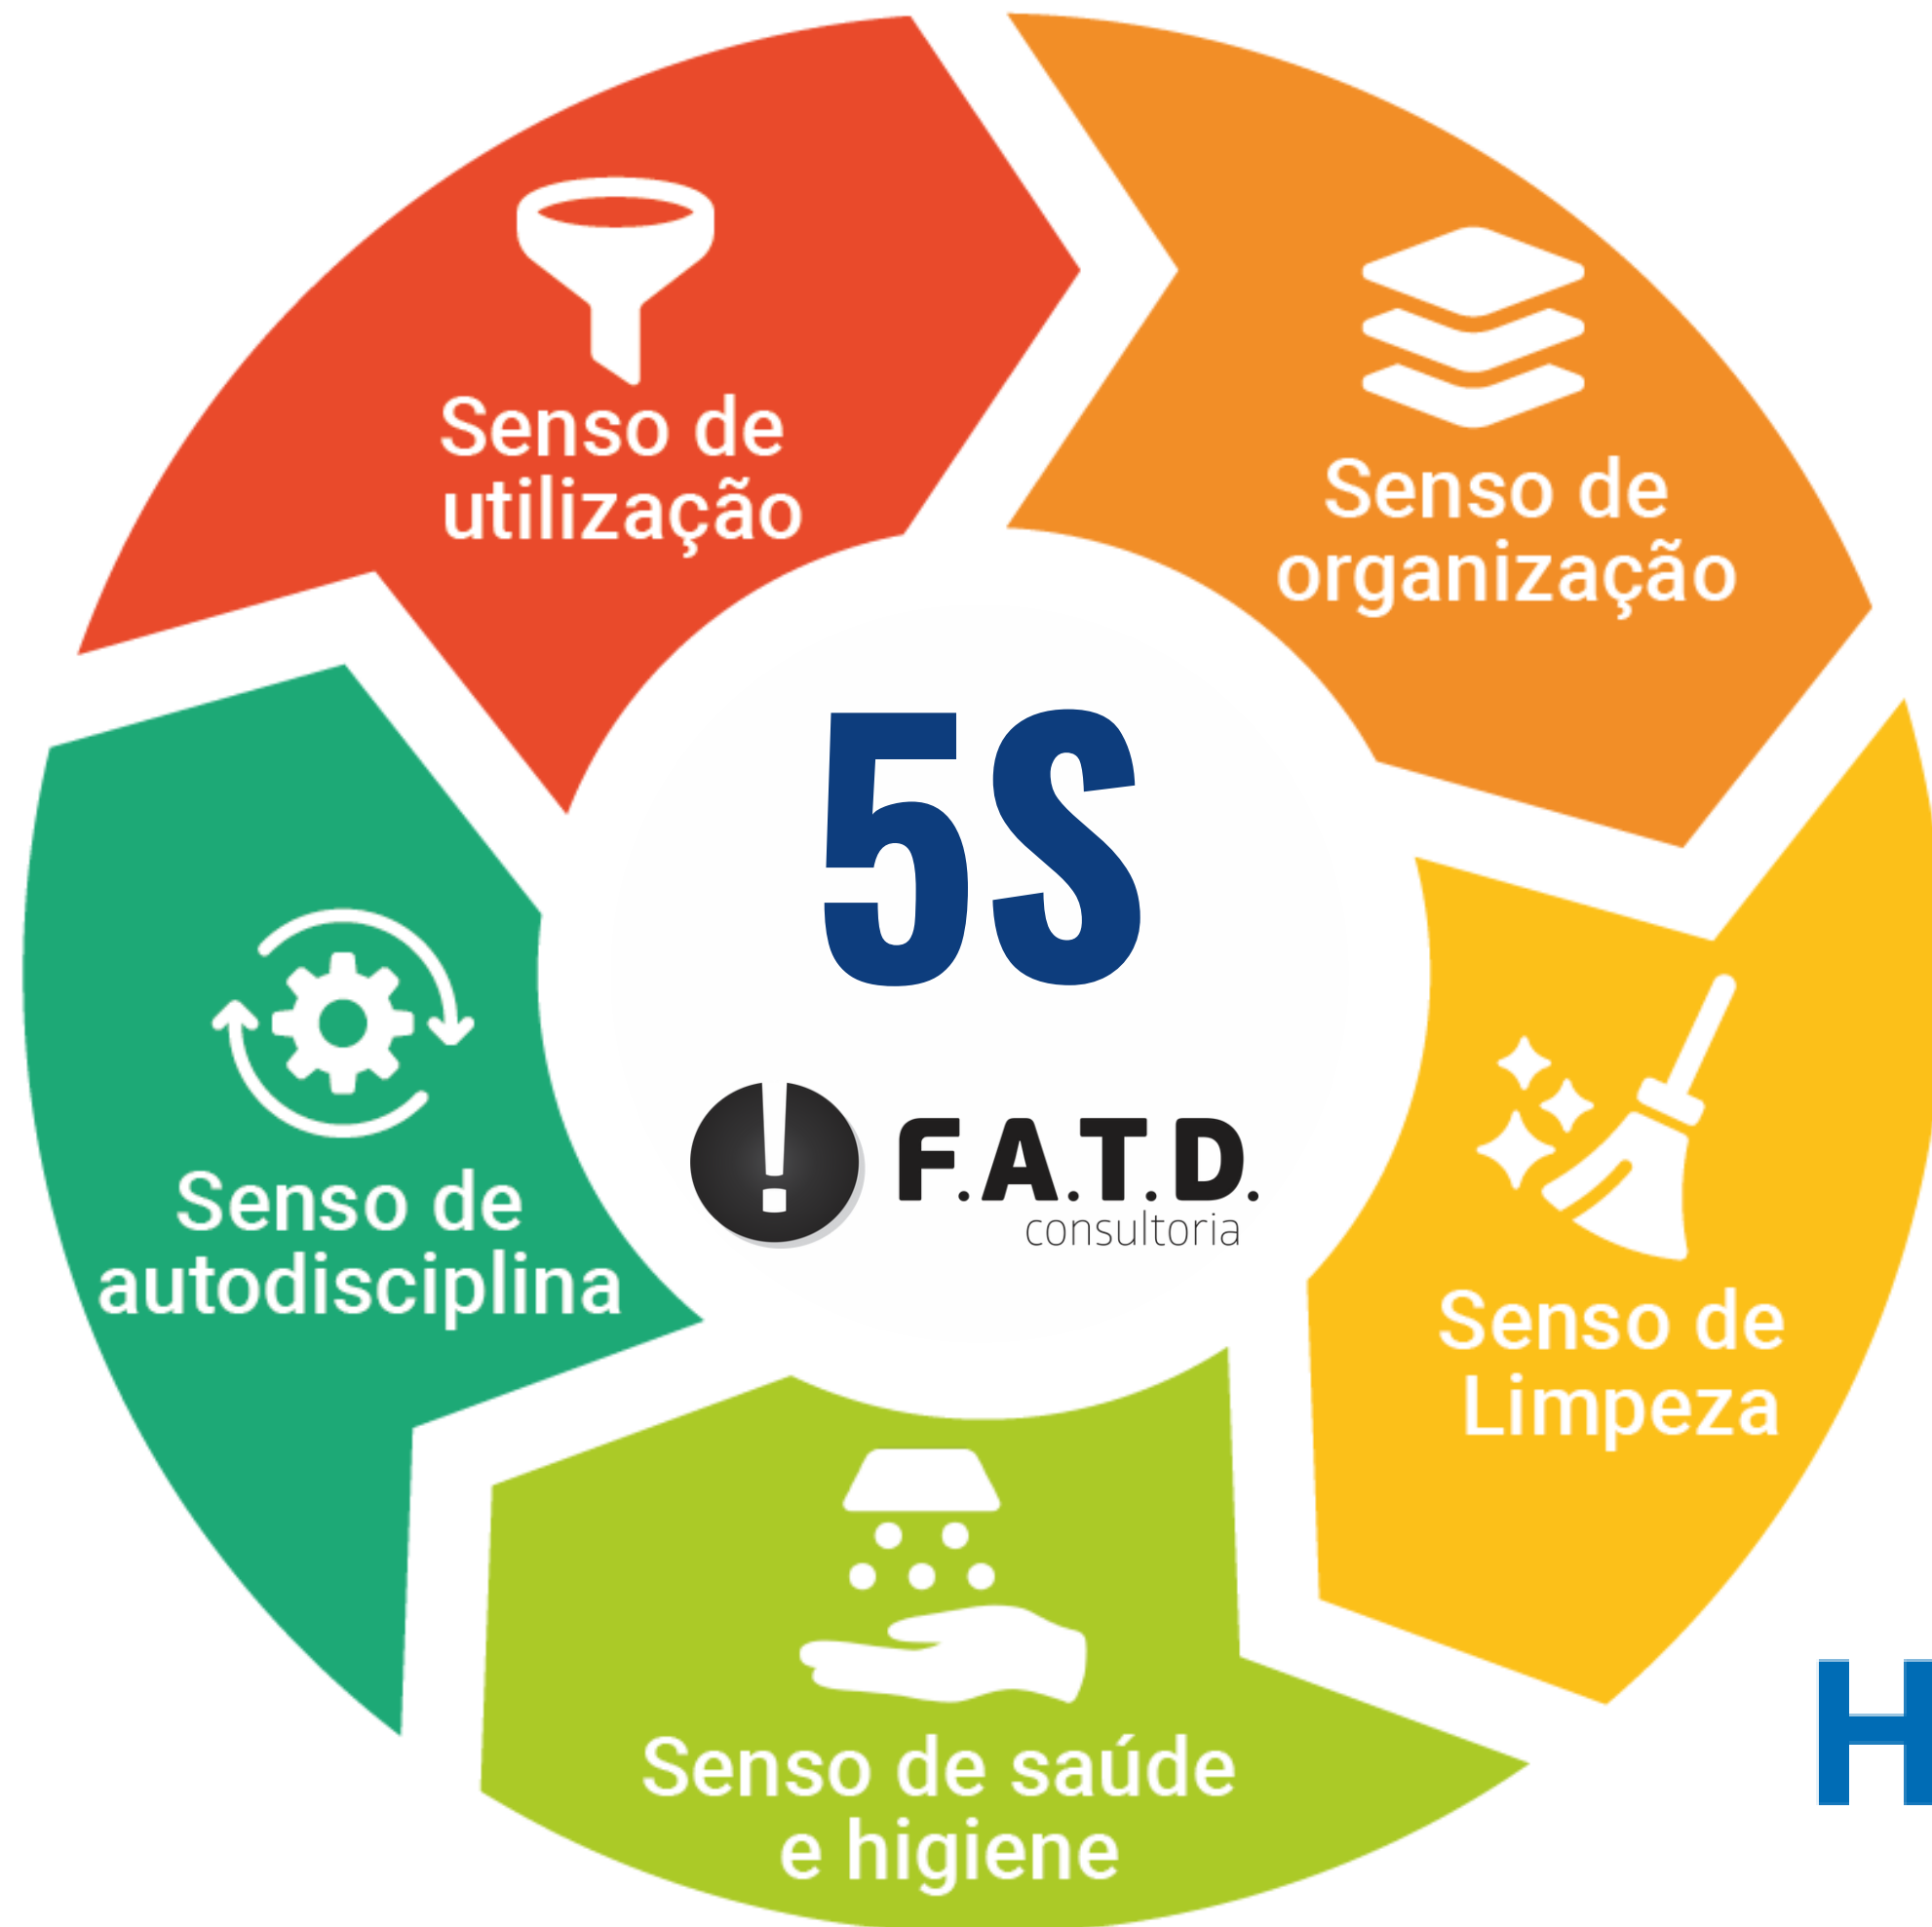 Senso de
utilização
Senso de
organização
5S
F.A.T.D.
consultoria
Senso de
autodisciplina
Senso de
Limpeza
Senso de saúde
e higiene
H